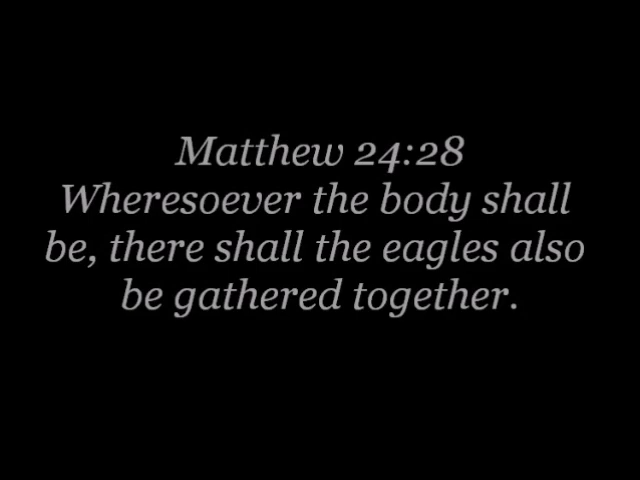 Matthew 24:28
Wheresoever the body shall
be, there shall the eagles also
be gathered together.